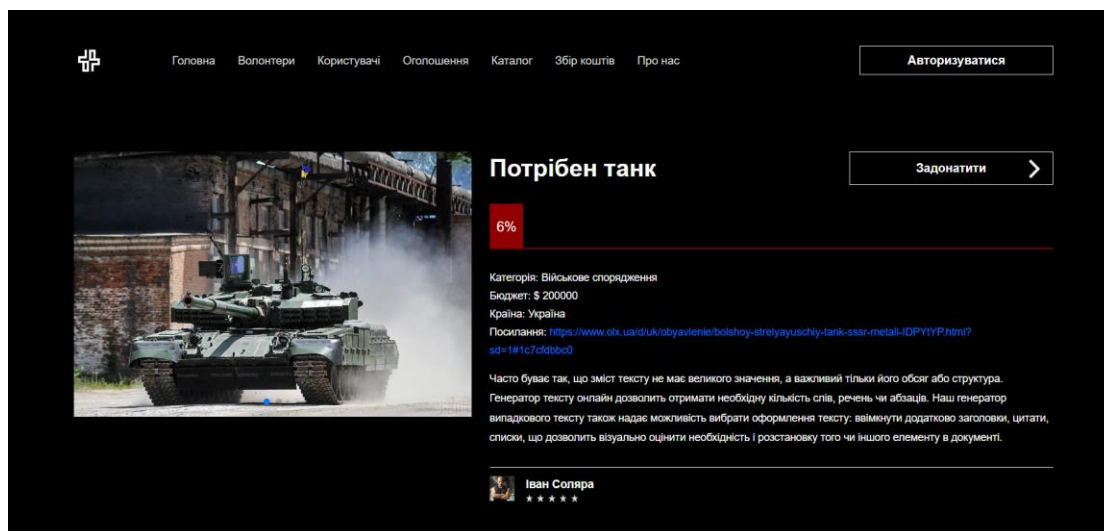 Головна Волонтери Користувачі Оголошення Каталог Збір коштів Про нас Авторизуватися
Потрібен танк Задонатити
6%
Категорія: Військове спорядження
Бюджет: $ 200000
Країна: Україна
Посилання: https://www.olx.ua/d/uk/obyavlenie/bolshoy-strelyayuschiy-tank-sssr-metall-IDPYtYP.html?
sd=1#1c7cfdbbc0
Часто буває так, що зміст тексту не має великого значення, а важливий тільки його обсяг або структура.
Генератор тексту онлайн дозволить отримати необхідну кількість слів, речень чи абзаців. Наш генератор
випадкового тексту також надає можливість вибрати оформлення тексту: ввімкнути додатково заголовки, цитати,
списки, що дозволить візуально оцінити необхідність і розстановку того чи іншого елементу в документі.
Іван Соляра